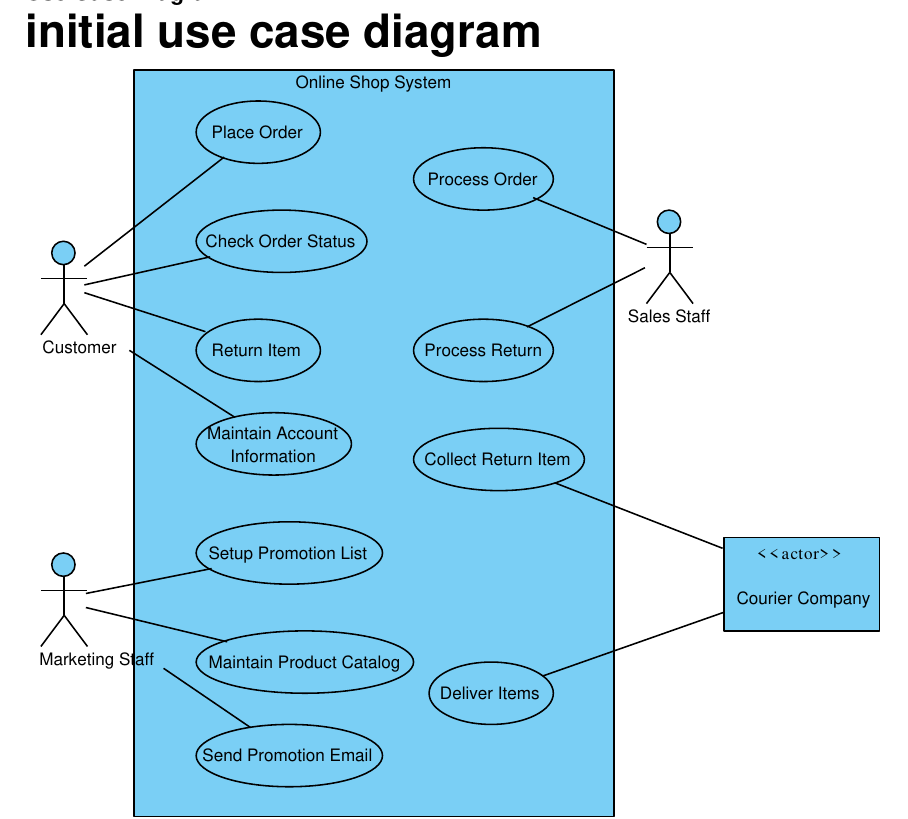 initial use case diagram
Online Shop System
Place Order
Process Order
Check Order Status
Sales Staff
Customer
Return Item
Process Return
Maintain Account
Information
Collect Return Item
Setup Promotion List
<<actor>>
Courier Company
Marketing Staff
Maintain Product Catalog
Deliver Items
Send Promotion Email